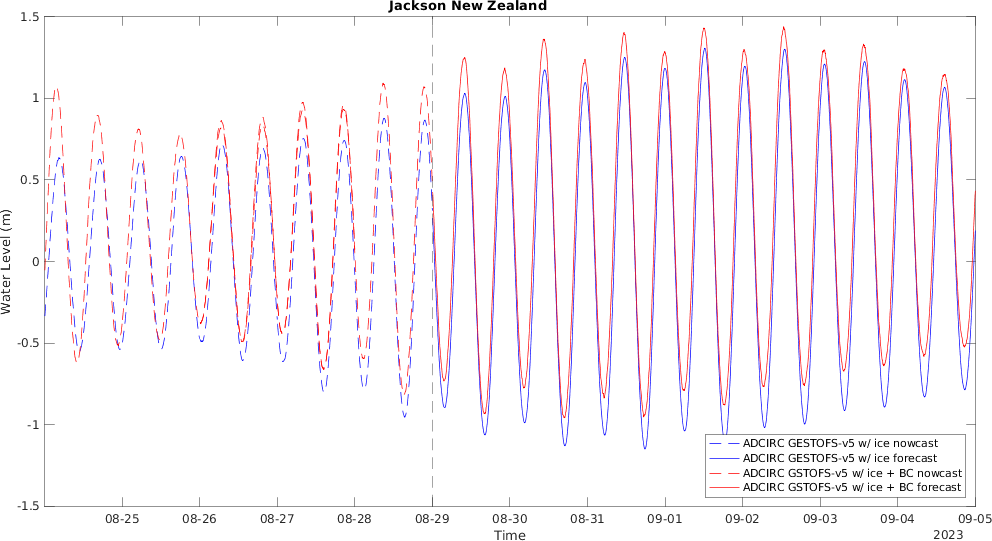 Jackson New Zealand
1.5
1
0.5
0
-0.5
-1
-1.5
Water Level (m)
08-25 08-26 08-27 08-28 08-29 08-30 08-31 09-01 09-02 09-03 09-04 09-05
Time
2023
ADCIRC GESTOFS-v5 w/ ice nowcast
ADCIRC GESTOFS-v5 w/ ice forecast
ADCIRC GSTOFS-v5 w/ ice + BC nowcast
ADCIRC GSTOFS-v5 w/ ice + BC forecast